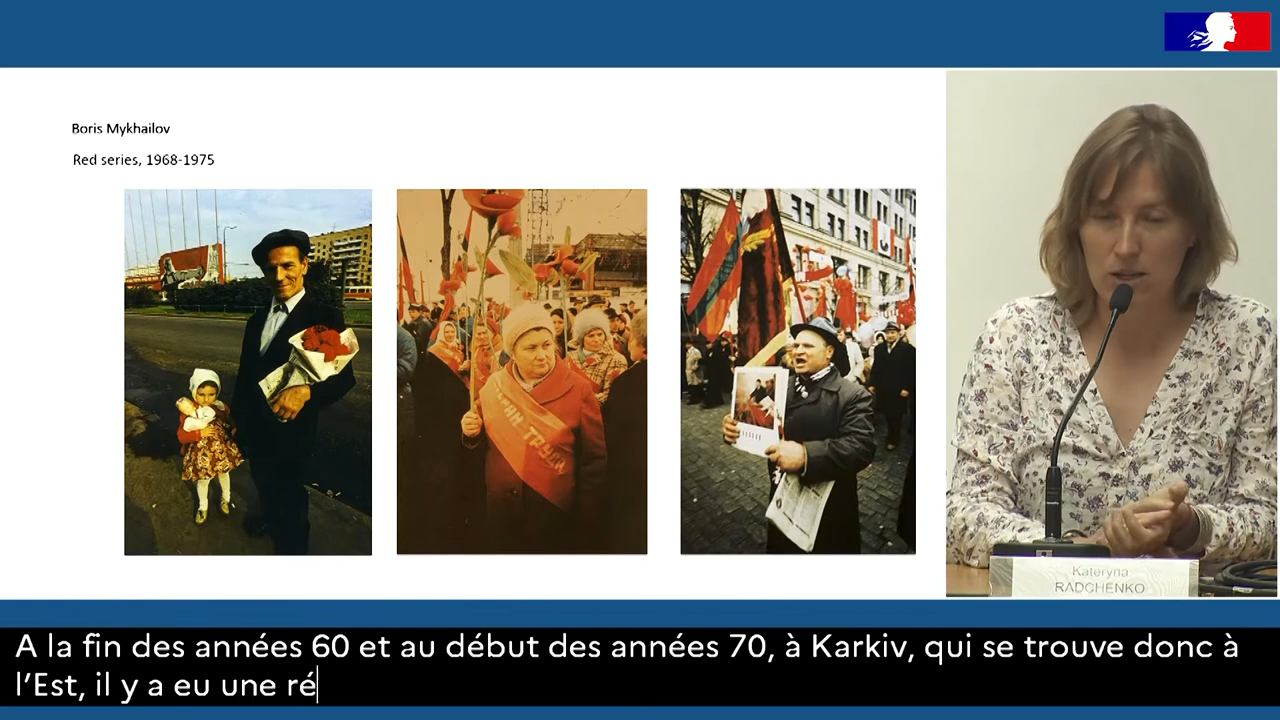 Boris Mykhailov
Red series, 1968-1975
Kateryna
RADCHENKO
A la fin des années 60 et au début des années 70, à Karkiv, qui se trouve donc à
l'Est, il y a eu une ré